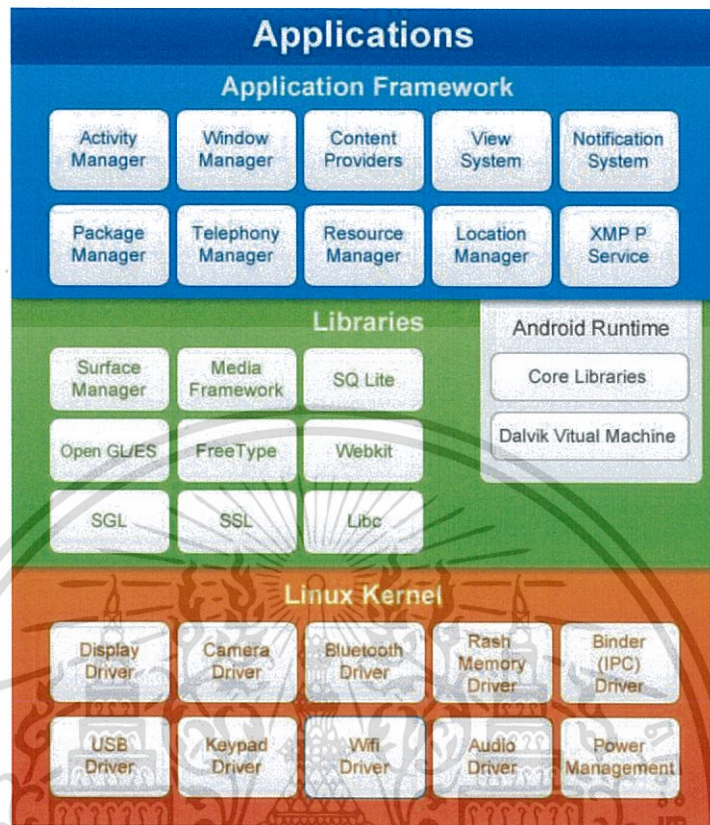 Applications
Application Framework
Activity
Manager
Window
Manager
Content
Providers
View
System
Notification
System
Package
Manager
Telephony
Manager
Resource
Manager
Location
Manager
XMP P
Service
Libraries
Surface
Manager
Media
Framework
SQ Lite
Open GL/ES
FreeType
Webkit
SGL
SSL
Libc
Android Runtime
Core Libraries
Dalvik Vitual Machine
Linux Kernel
Display
Driver
Camera
Driver
Bluetooth
Driver
Rash
Memory
Driver
Binder
(IPC)
Driver
USB
Driver
Keypad
Driver
Wifi
Driver
Audio
Driver
Power
Management